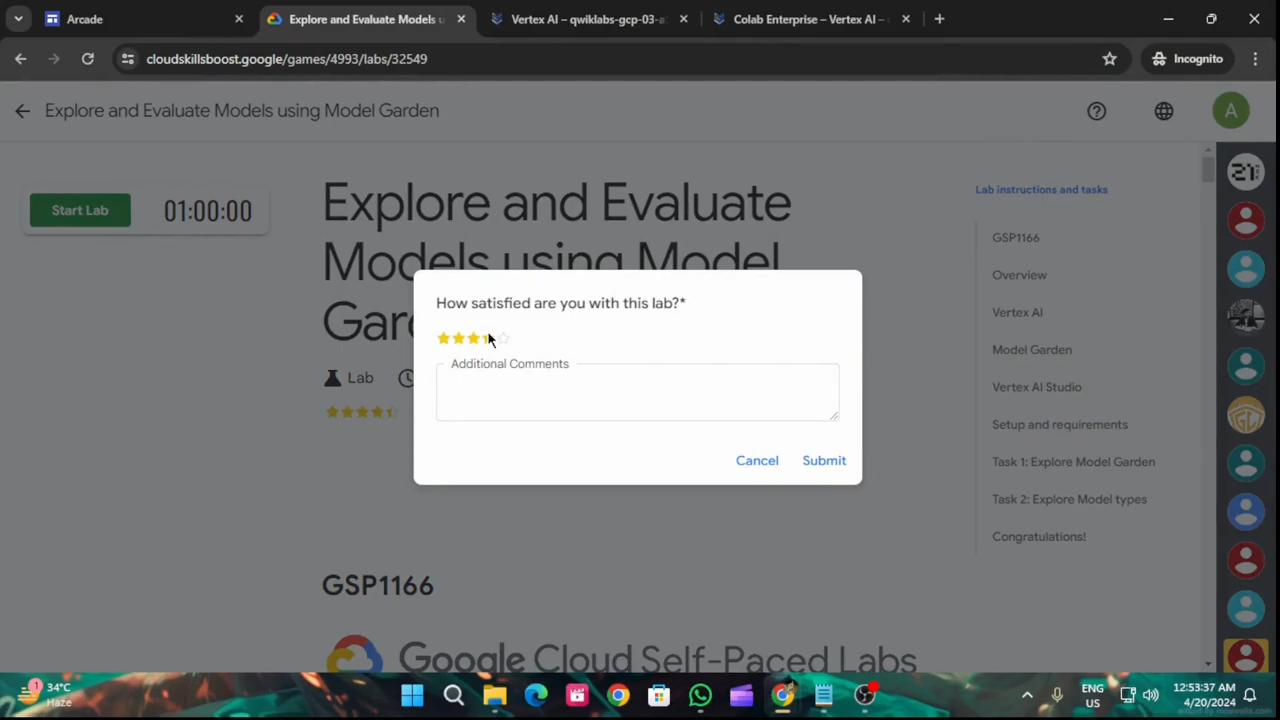 Arcade
Explore and Evaluate Models u
Vertex AI – qwiklabs-gcp-03-a
Colab Enterprise – Vertex AI –
cloudskillsboost.google/games/4993/labs/32549
Incognito
Explore and Evaluate Models using Model Garden
A
Start Lab
01:00:00
Explore and Evaluate
Models using Model
Gar
Lab
GSP1166
Google Cloud Self-Paced Labs
How satisfied are you with this lab?*
Additional Comments
Cancel
Submit
Lab instructions and tasks
GSP1166
Overview
Vertex AI
Model Garden
Vertex AI Studio
Setup and requirements
Task 1: Explore Model Garden
Task 2: Explore Model types
Congratulations!
21
1
34°C
Haze
ENG
US
12:53:37 AM
4/20/2024